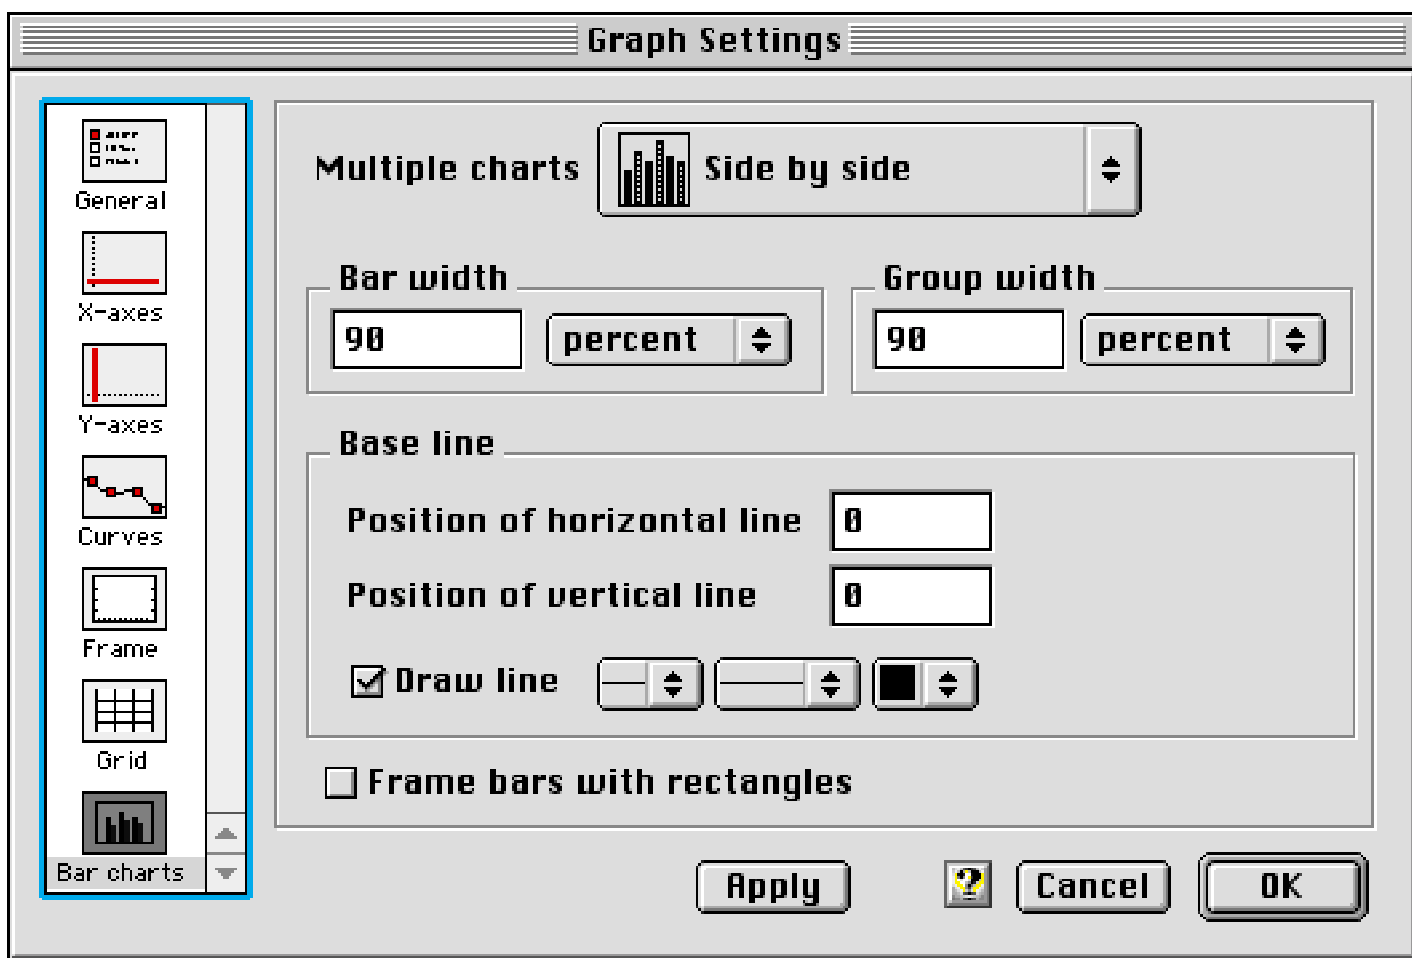 Graph Settings
General
X-axes
Y-axes
Curves
Frame
Grid
Bar charts
Multiple charts Side by side
Bar width
90 percent
Group width
90 percent
Base line
Position of horizontal line 0
Position of vertical line 0
Draw line
Frame bars with rectangles
Apply ? Cancel OK